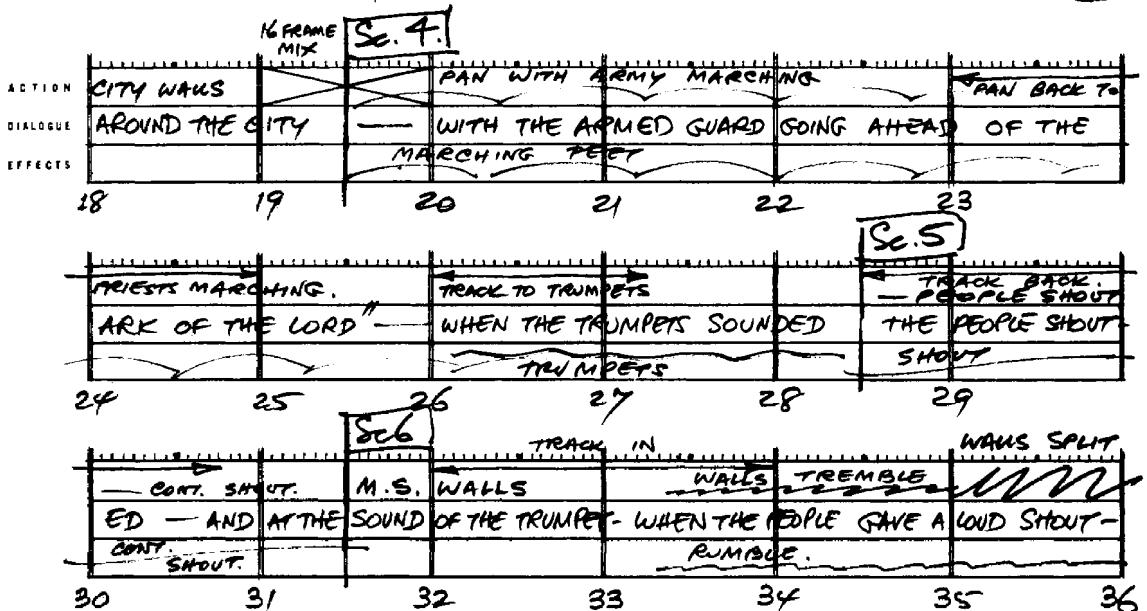 16 FRAME MIX Sc. 4.
ACTION CITY WALLS PAN WITH ARMY MARCHING PAN BACK TO
DIALOGUE AROUND THE CITY — WITH THE ARMED GUARD GOING AHEAD OF THE
EFFECTS MARCHING FEET
18 19 20 21 22 23
Sc. 5
PRIESTS MARCHING. TRACK TO TRUMPETS TRACK BACK.
— PEOPLE SHOUT
ARK OF THE LORD" — WHEN THE TRUMPETS SOUNDED THE PEOPLE SHOUT-
TRUMPETS SHOUT
24 25 26 27 28 29
Sc 6 TRACK IN WALLS SPLIT
— CONT. SHOUT. M.S. WALLS WALLS TREMBLE
ED — AND AT THE SOUND OF THE TRUMPET - WHEN THE PEOPLE GAVE A LOUD SHOUT —
CONT. SHOUT. RUMBLE.
30 31 32 33 34 35 36